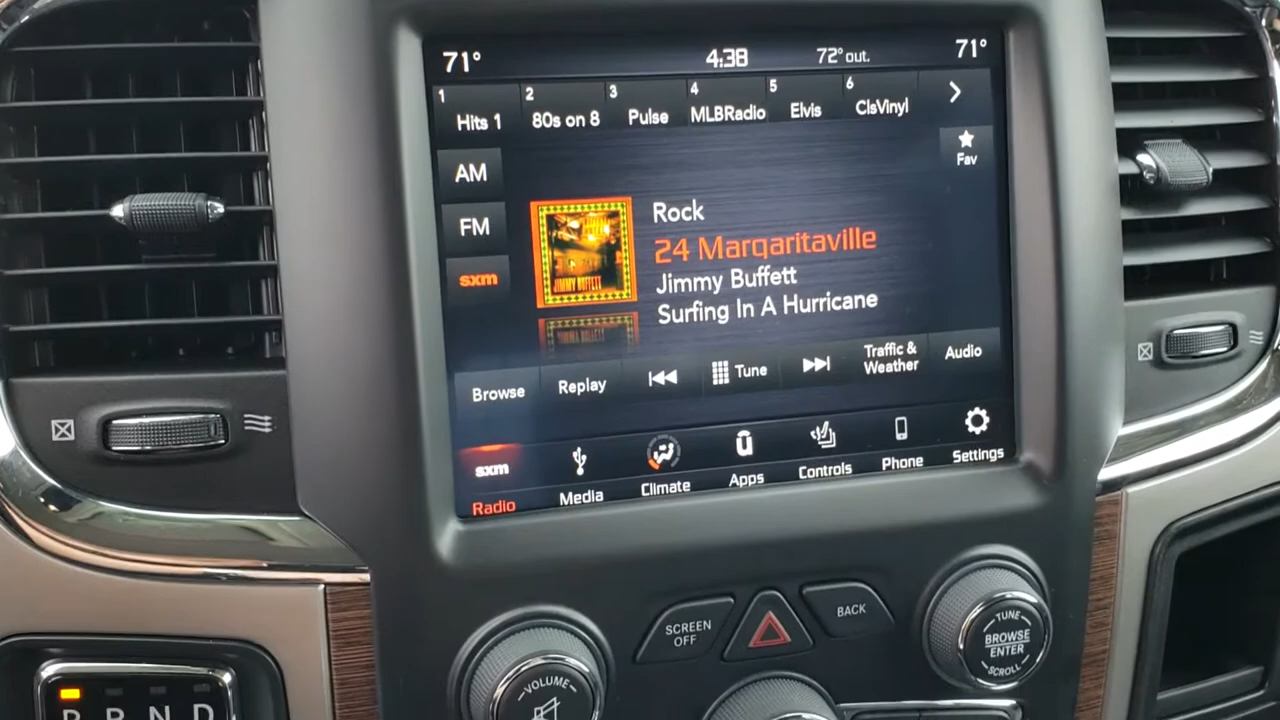 71°
4:38
72° out.
71°
1 Hits 1
2 80s on 8
3 Pulse
4 MLBRadio
5 Elvis
6 ClsVinyl
AM
FM
sxm
Fav
JIMMY BUFFETT
Rock
24 Margaritaville
Jimmy Buffett
Surfing In A Hurricane
Browse
Replay
Tune
Traffic &
Weather
Audio
sxm
Radio
Media
Climate
Apps
Controls
Phone
Settings
SCREEN
OFF
BACK
VOLUME
TUNE
BROWSE
ENTER
SCROLL
P R N D